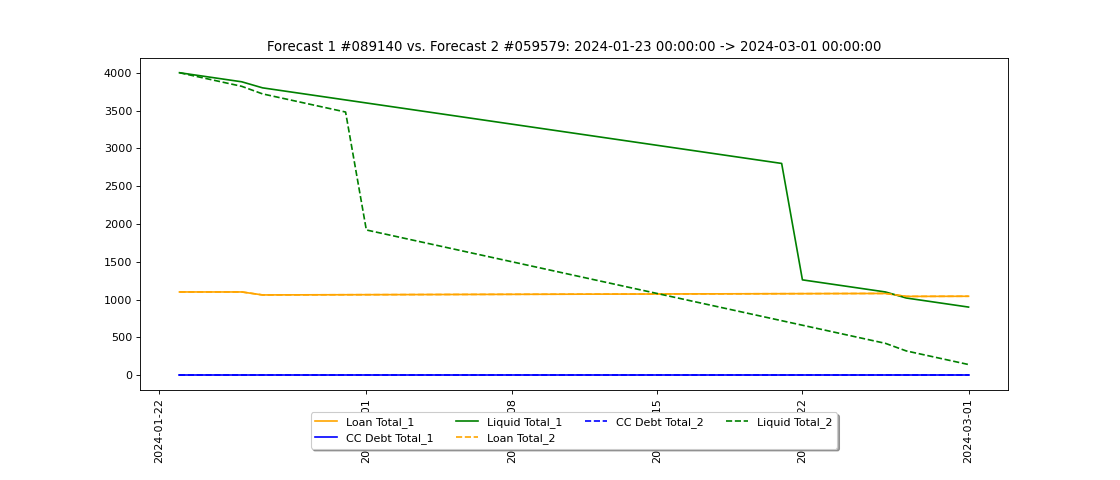 Forecast 1 #089140 vs. Forecast 2 #059579: 2024-01-23 00:00:00 -> 2024-03-01 00:00:00
4000
3500
3000
2500
2000
1500
1000
500
0
2024-01-22
2024-03-01
Loan Total_1
CC Debt Total_1
Liquid Total_1
Loan Total_2
CC Debt Total_2
Liquid Total_2